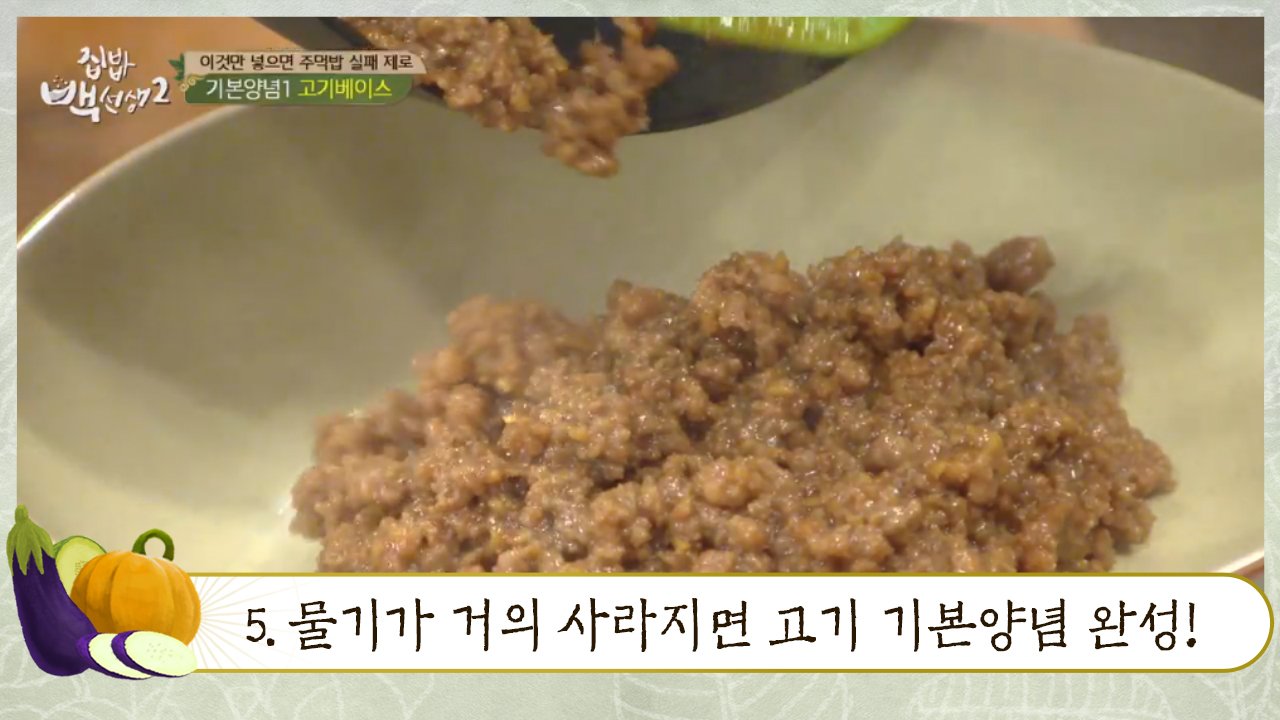 집밥
백선생2
이것만 넣으면 주먹밥 실패 제로
기본양념1 고기베이스
5. 물기가 거의 사라지면 고기 기본양념 완성!